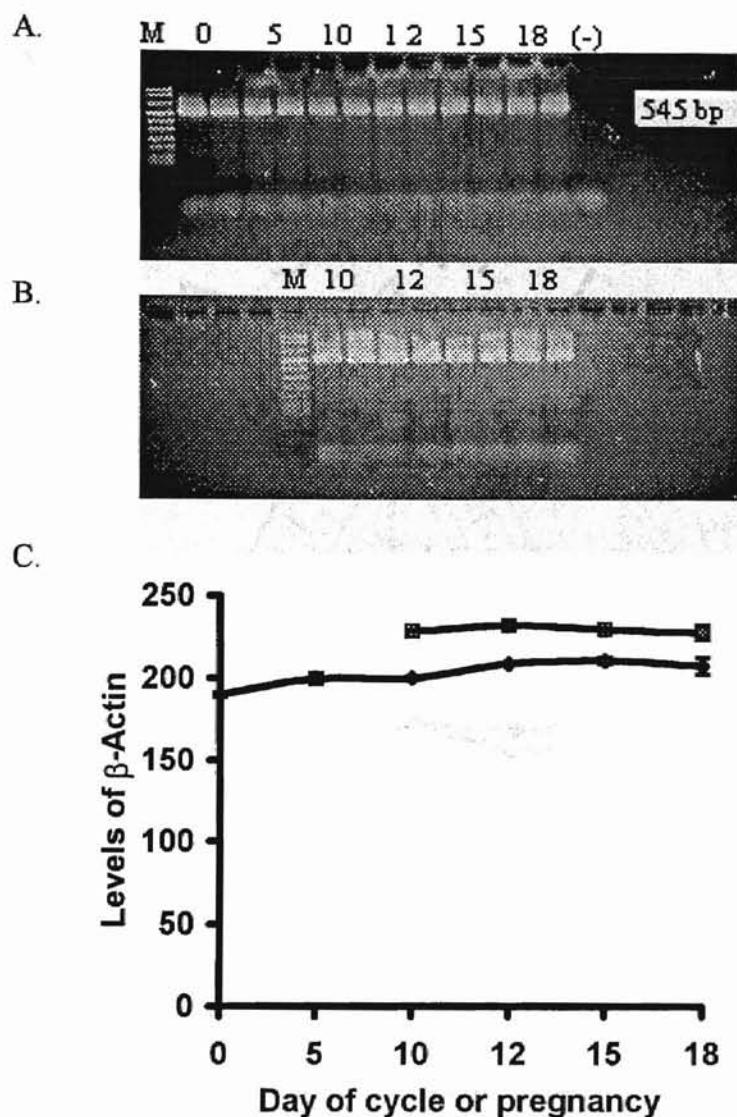 A.
M 0 5 10 12 15 18 (-)
545 bp
B.
M 10 12 15 18
C.
250
200
150
100
50
0
Levels of β-Actin
0 5 10 12 15 18
Day of cycle or pregnancy